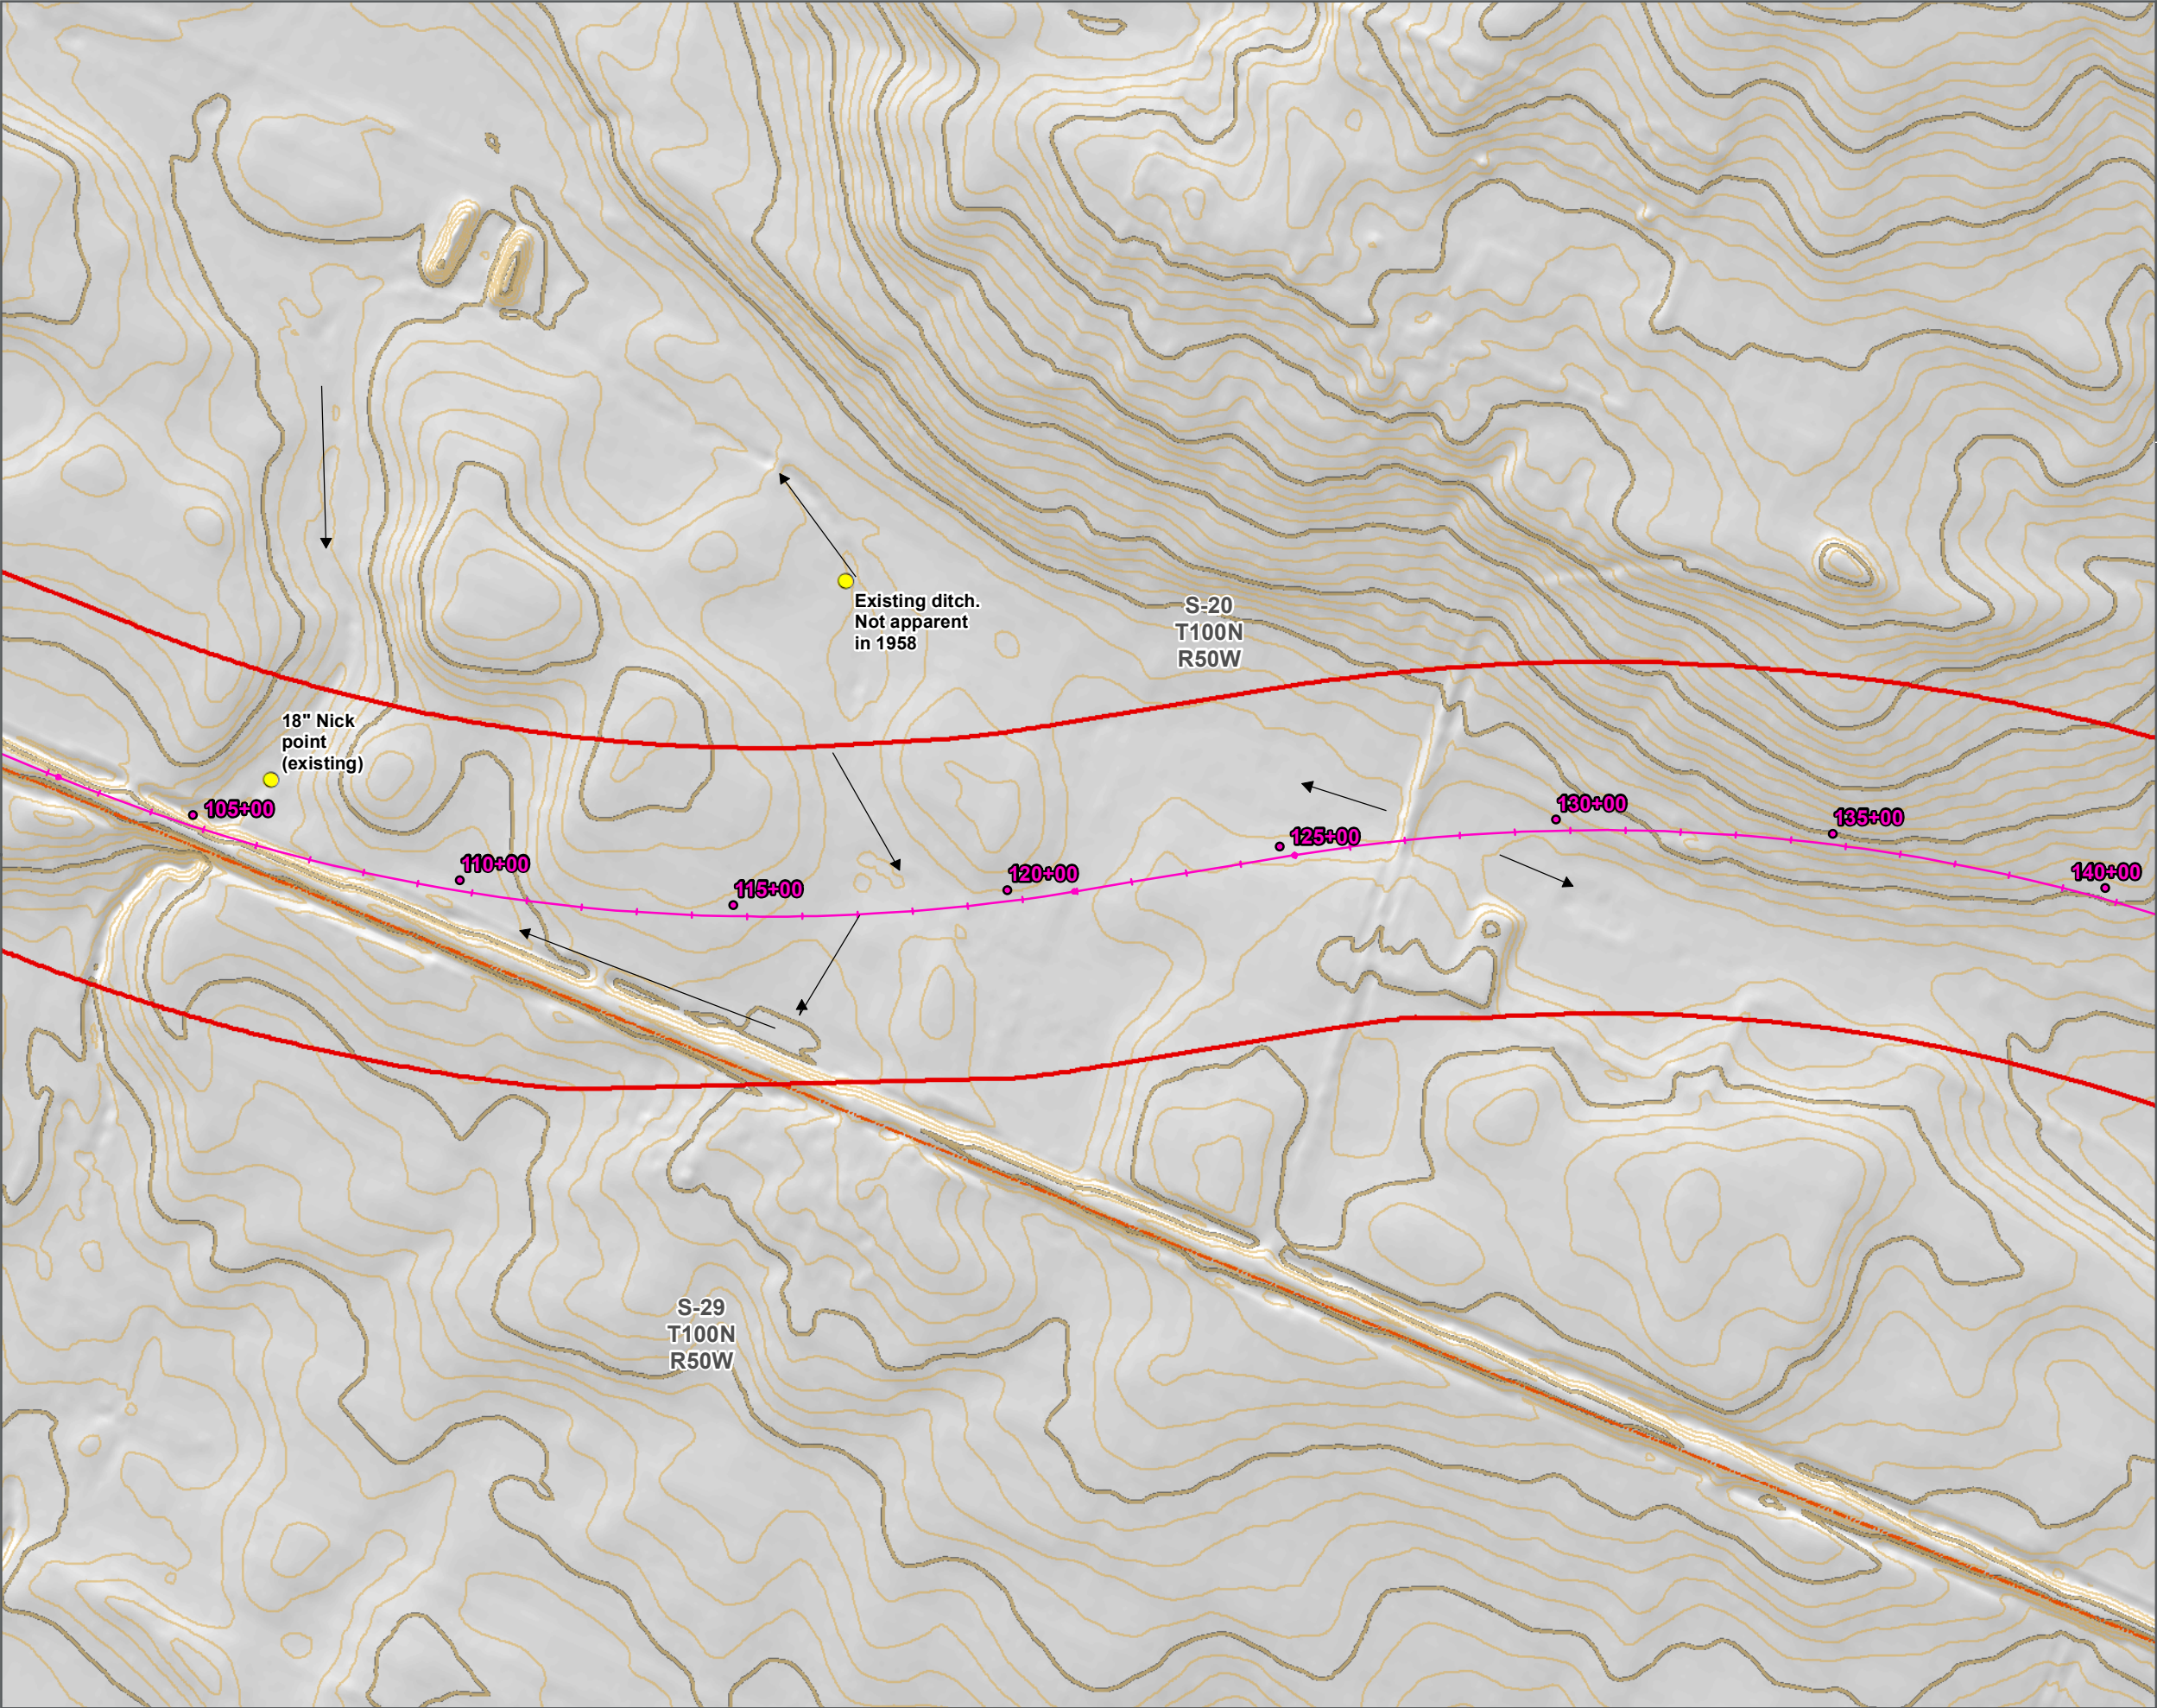 Existing ditch.
Not apparent
in 1958
S-20
T100N
R50W
18" Nick
point
(existing)
105+00
110+00
115+00
120+00
125+00
130+00
135+00
140+00
S-29
T100N
R50W